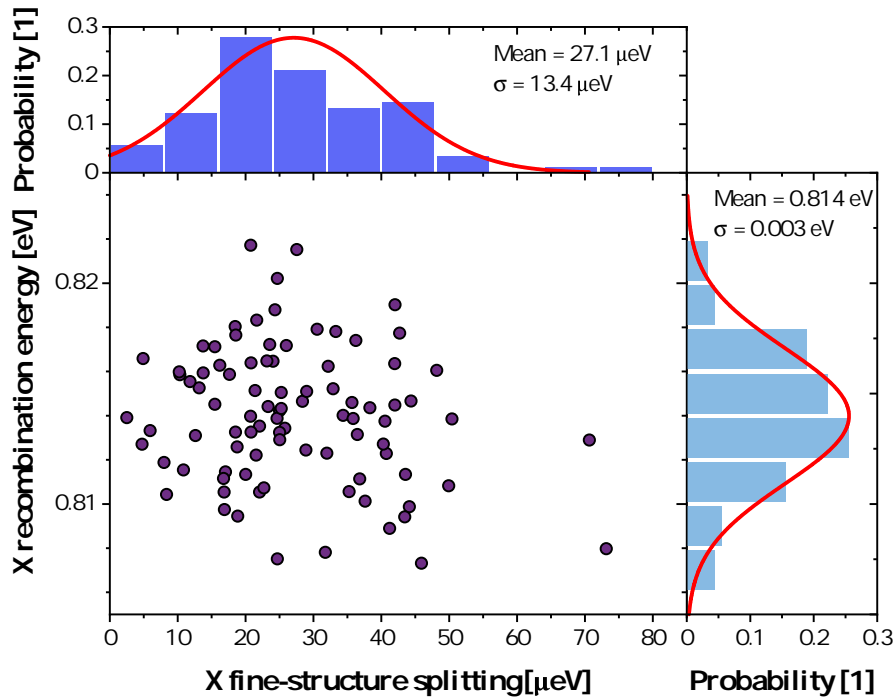 Probability [1]
0.3
0.2
0.1
0
Mean = 27.1 µeV
σ = 13.4 µeV
X recombination energy [eV]
0.82
0.81
Mean = 0.814 eV
σ = 0.003 eV
0 10 20 30 40 50 60 70 80
0 0.1 0.2 0.3
X fine-structure splitting[µeV]
Probability [1]